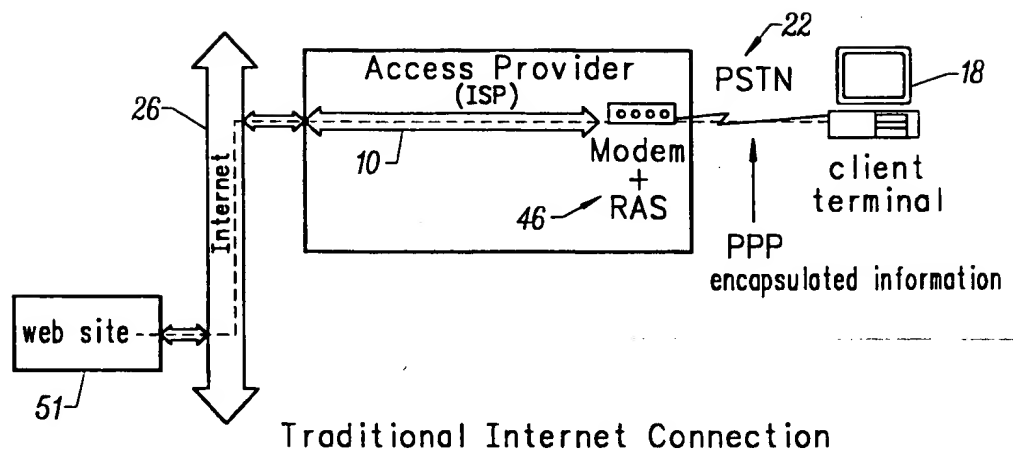 22
Access Provider
(ISP)
PSTN
18
26
Internet
10
Modem
+
RAS
46
client
terminal
PPP
encapsulated information
web site
51
Traditional Internet Connection